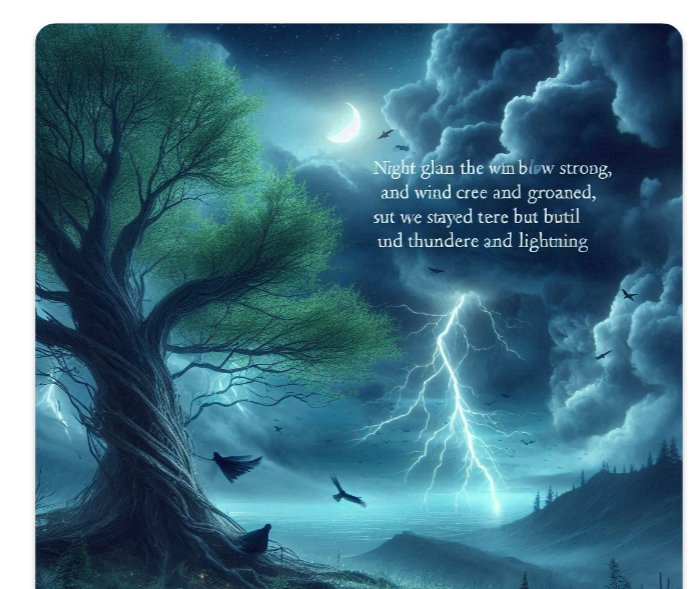 Night glan the win blow strong,
and wind cree and groaned,
sut we stayed tere but butil
und thundere and lightning